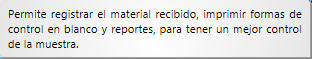 Permite registrar el material recibido, imprimir formas de
control en blanco y reportes, para tener un mejor control
de la muestra.